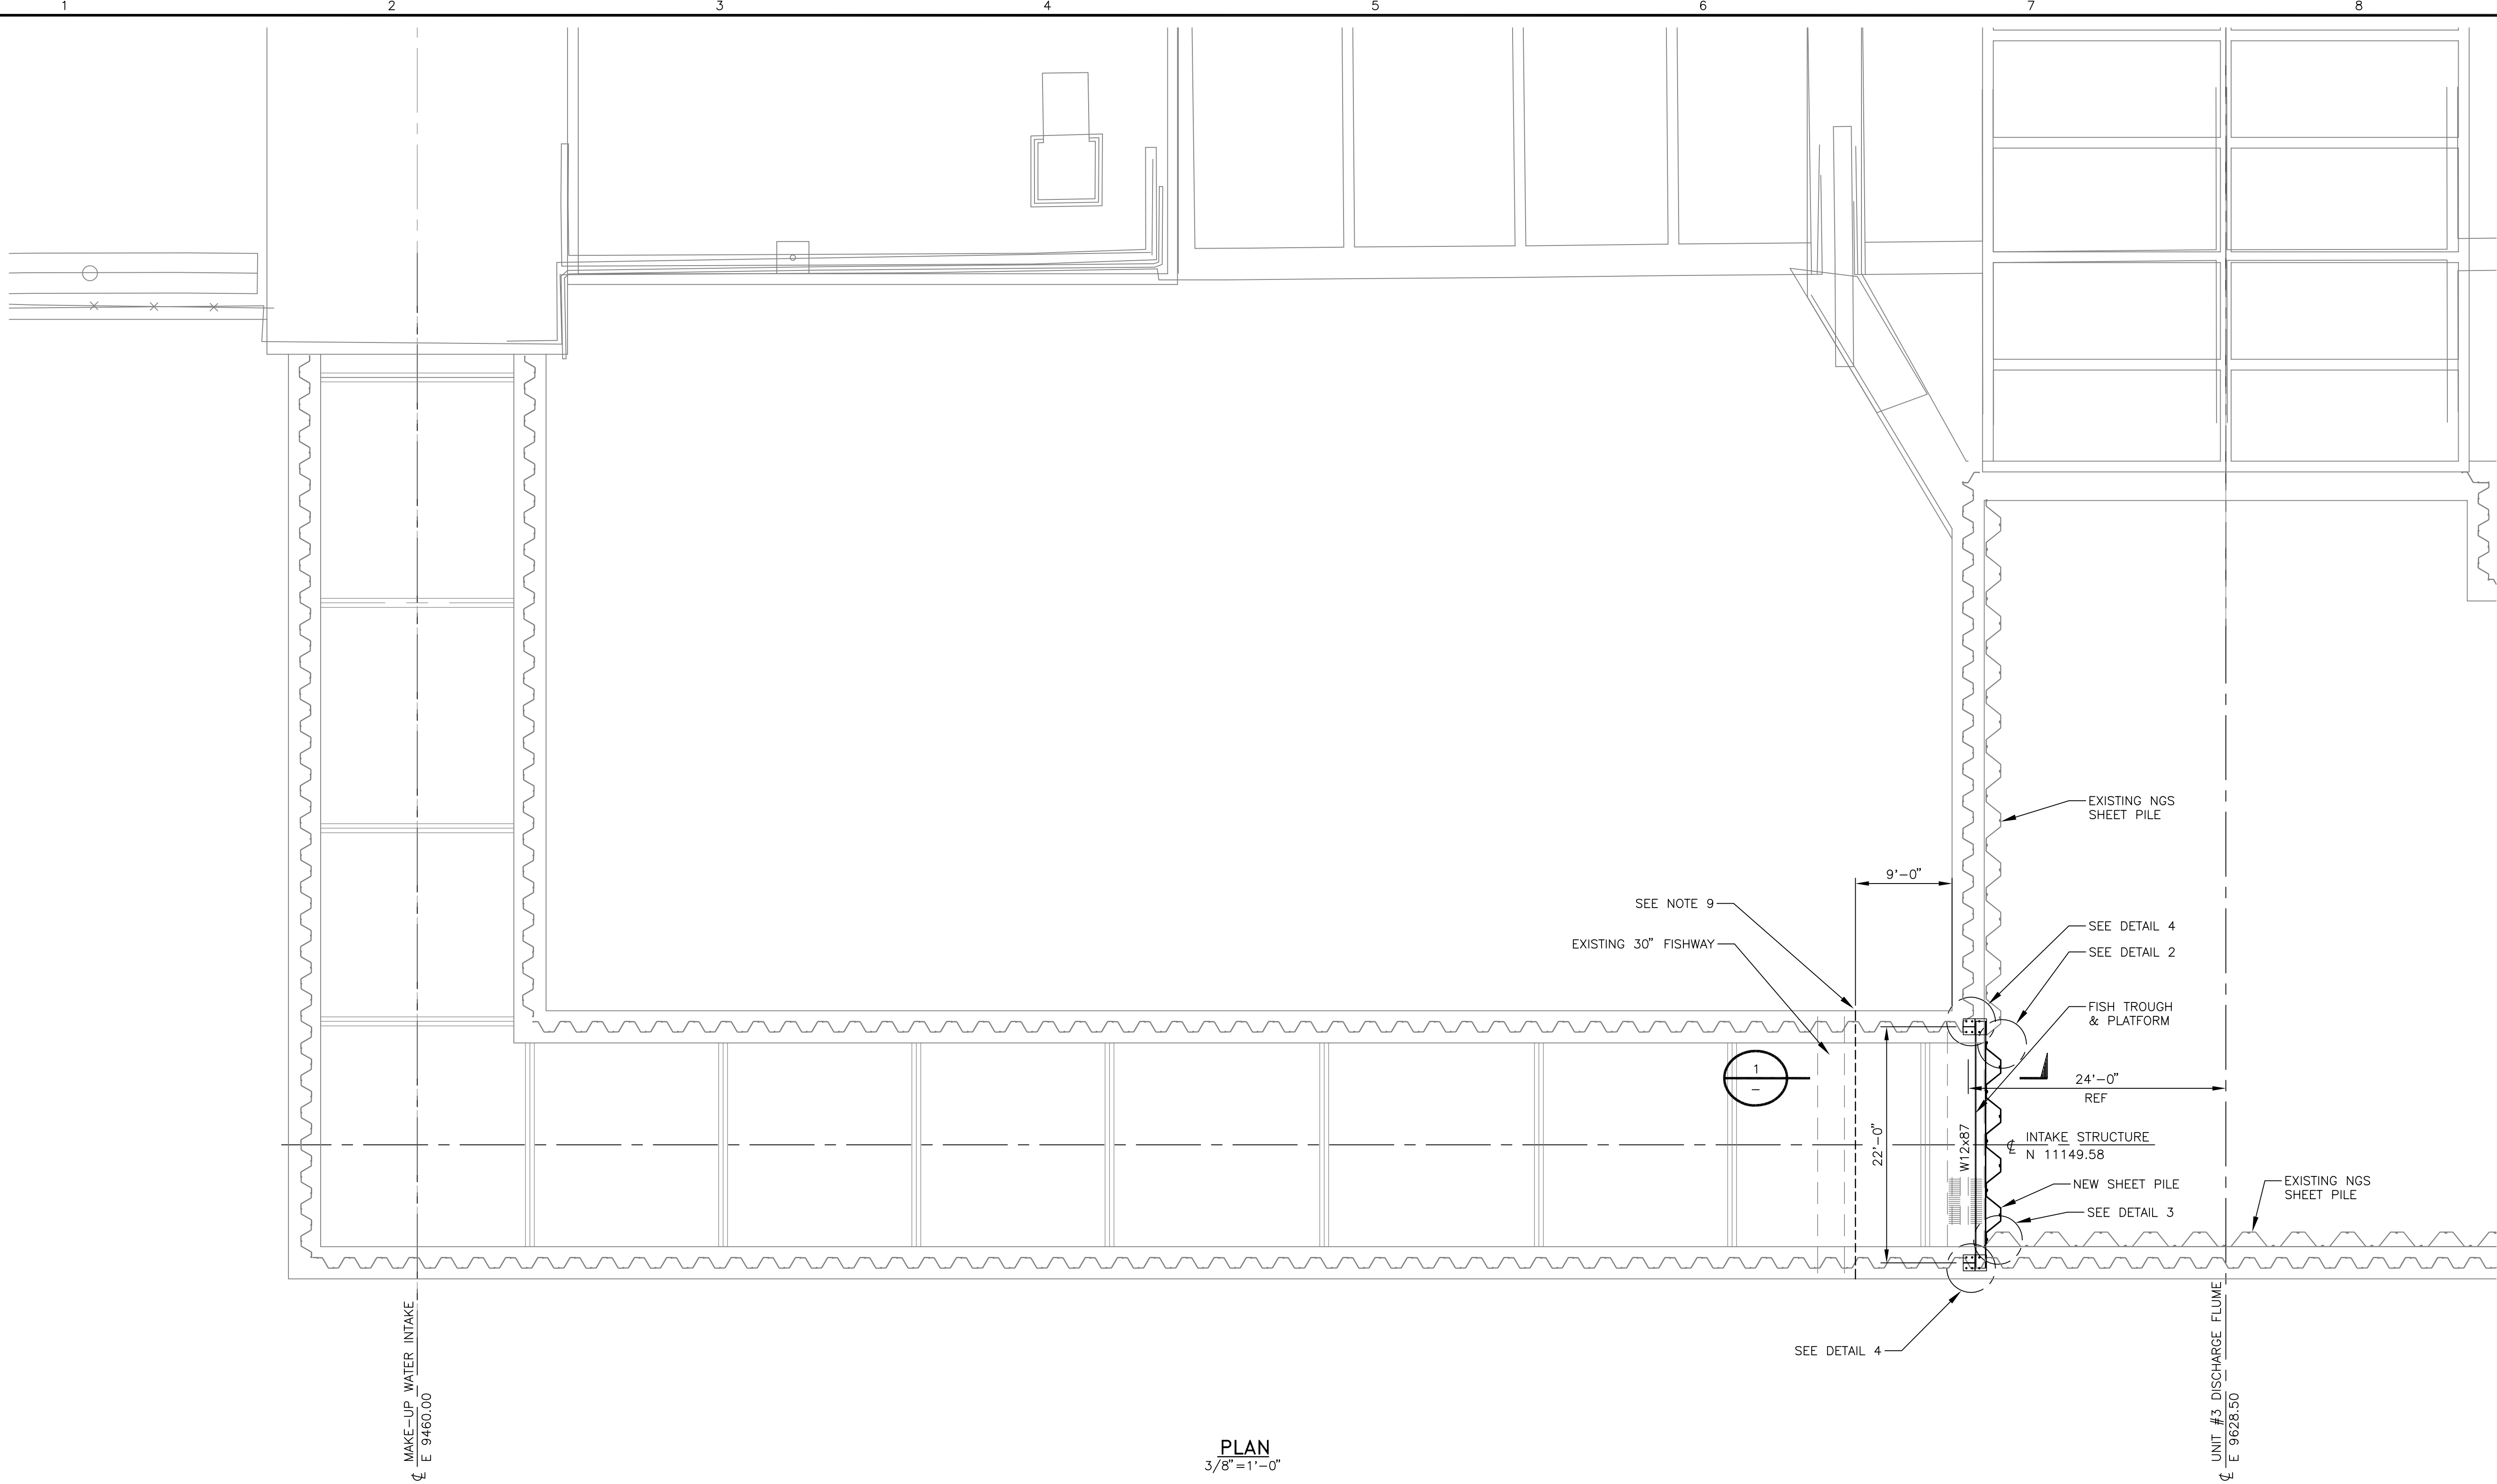 1 2 3 4 5 6 7 8
EXISTING NGS
SHEET PILE
9'-0"
SEE NOTE 9
EXISTING 30" FISHWAY
SEE DETAIL 4
SEE DETAIL 2
FISH TROUGH
& PLATFORM
1
-
24'-0"
REF
22'-0"
W12x87
℄ INTAKE STRUCTURE
N 11149.58
NEW SHEET PILE
SEE DETAIL 3
EXISTING NGS
SHEET PILE
SEE DETAIL 4
℄ MAKE-UP WATER INTAKE
E 9460.00
℄ UNIT #3 DISCHARGE FLUME
E 9628.50
PLAN
3/8"=1'-0"